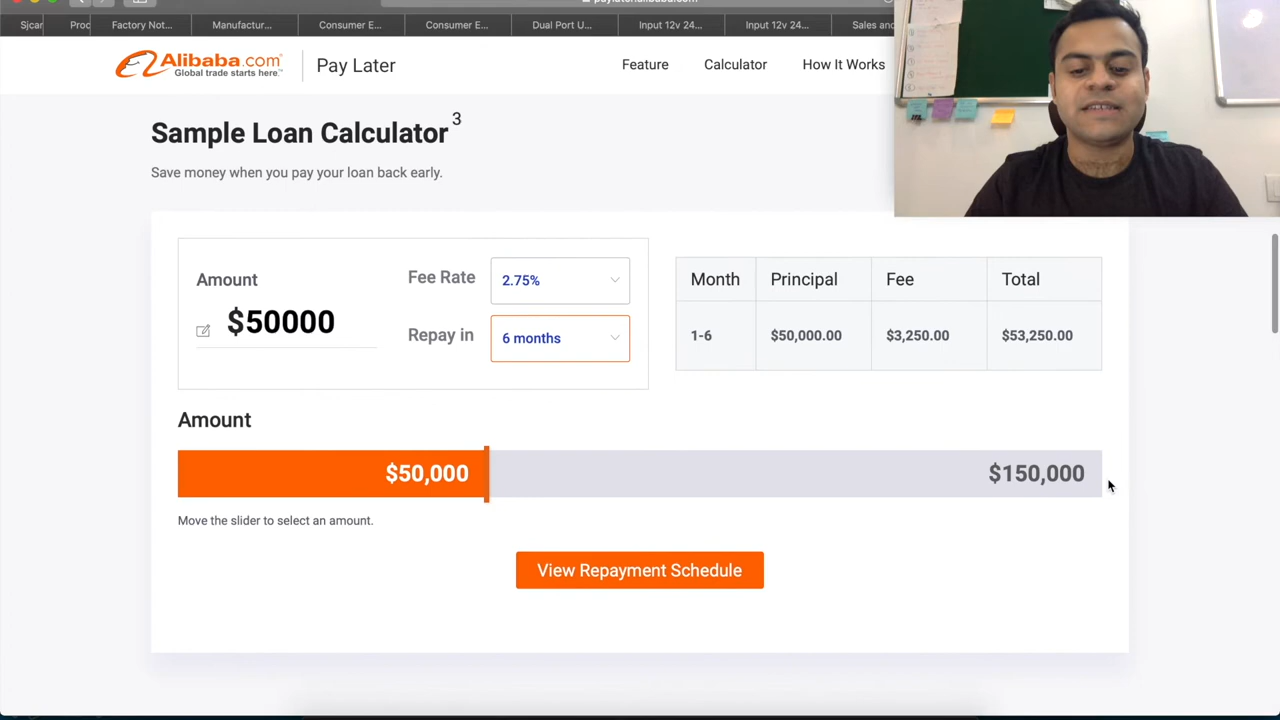 Sjcar
Proc
Factory Not...
Manufactur...
Consumer E...
Consumer E...
Dual Port U...
Input 12v 24...
Input 12v 24...
Sales and
Alibaba.com
Global trade starts here.
Pay Later
Feature
Calculator
How It Works
Sample Loan Calculator 3
Save money when you pay your loan back early.
Amount
$50000
Fee Rate
2.75%
Repay in
6 months
Month Principal Fee Total
1-6 $50,000.00 $3,250.00 $53,250.00
Amount
$50,000
$150,000
Move the slider to select an amount.
View Repayment Schedule